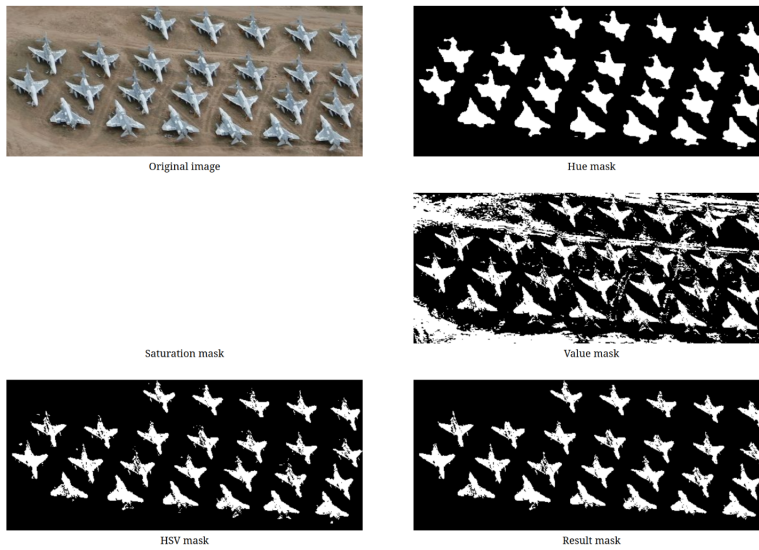 Original image
Hue mask
Saturation mask
Value mask
HSV mask
Result mask